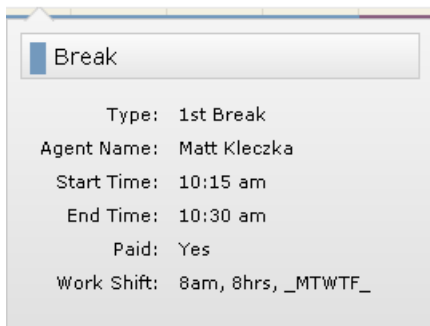 Break
Type: 1st Break
Agent Name: Matt Kleczka
Start Time: 10:15 am
End Time: 10:30 am
Paid: Yes
Work Shift: 8am, 8hrs, _MTWTF_